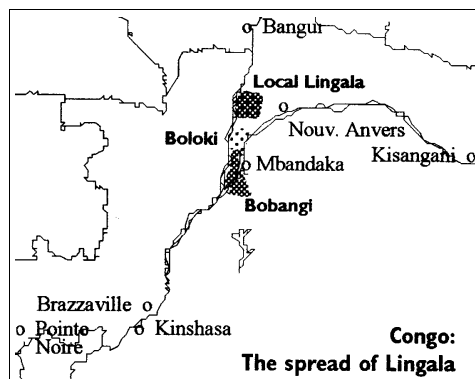 Bangui
Local Lingala
Boloki
Nouv. Anvers
Kisangani
Mbandaka
Bobangi
Brazzaville
Pointe
Noire
Kinshasa
Congo:
The spread of Lingala